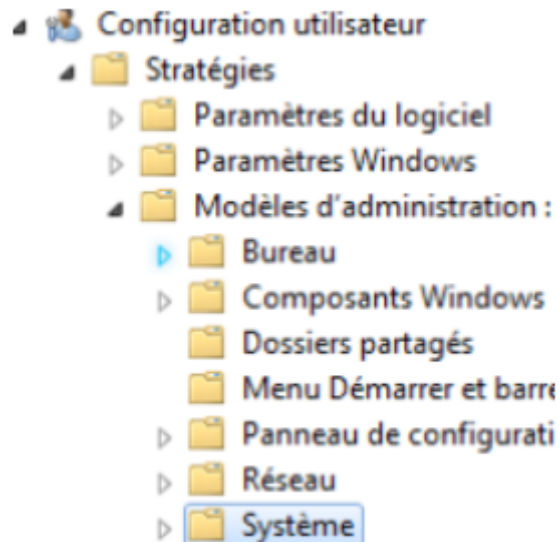 Configuration utilisateur
Stratégies
Paramètres du logiciel
Paramètres Windows
Modèles d'administration :
Bureau
Composants Windows
Dossiers partagés
Menu Démarrer et barre
Panneau de configurati
Réseau
Système